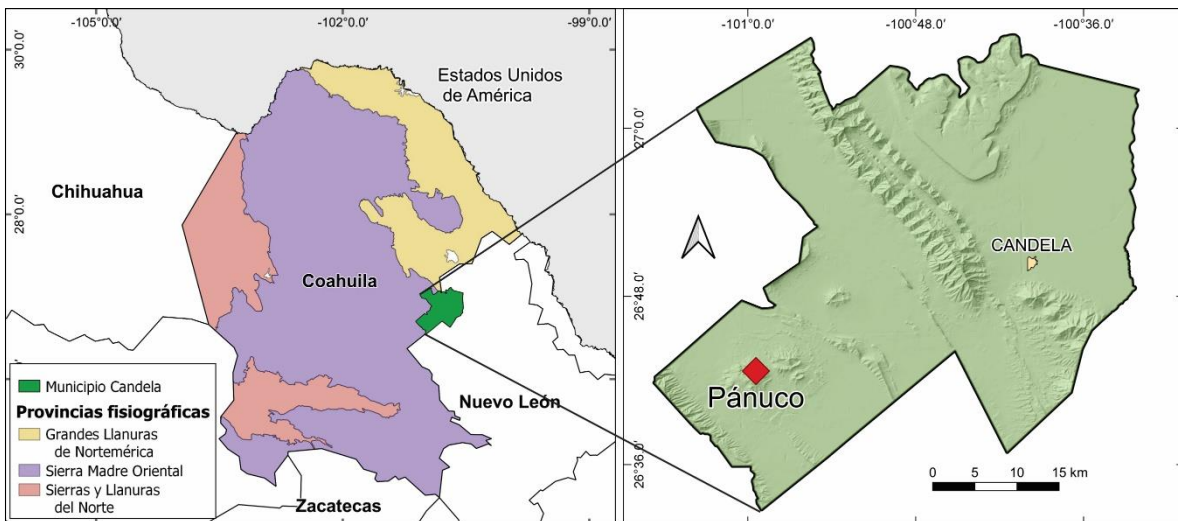 -105°0.0'
-102°0.0'
-99°0.0'
30°0.0'
28°0.0'
Estados Unidos
de América
Chihuahua
Coahuila
Nuevo León
Zacatecas
Municipio Candela
Provincias fisiográficas
Grandes Llanuras
de Nortemérica
Sierra Madre Oriental
Sierras y Llanuras
del Norte
-101°0.0'
-100°48.0'
-100°36.0'
27°0.0'
26°48.0'
26°36.0'
CANDELA
Pánuco
0 5 10 15 km